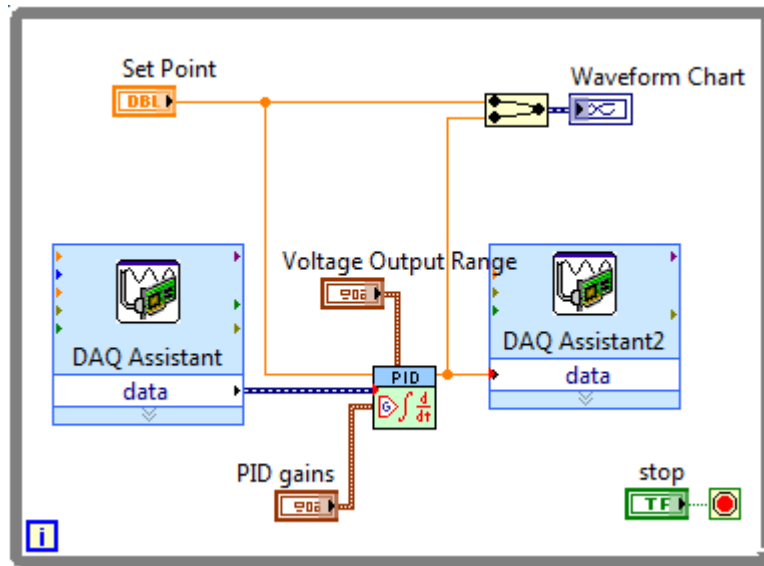 Set Point
DBL
Waveform Chart
DAQ Assistant
data
Voltage Output Range
DAQ Assistant2
data
PID
G ∫ d/dt
PID gains
stop
TF
i